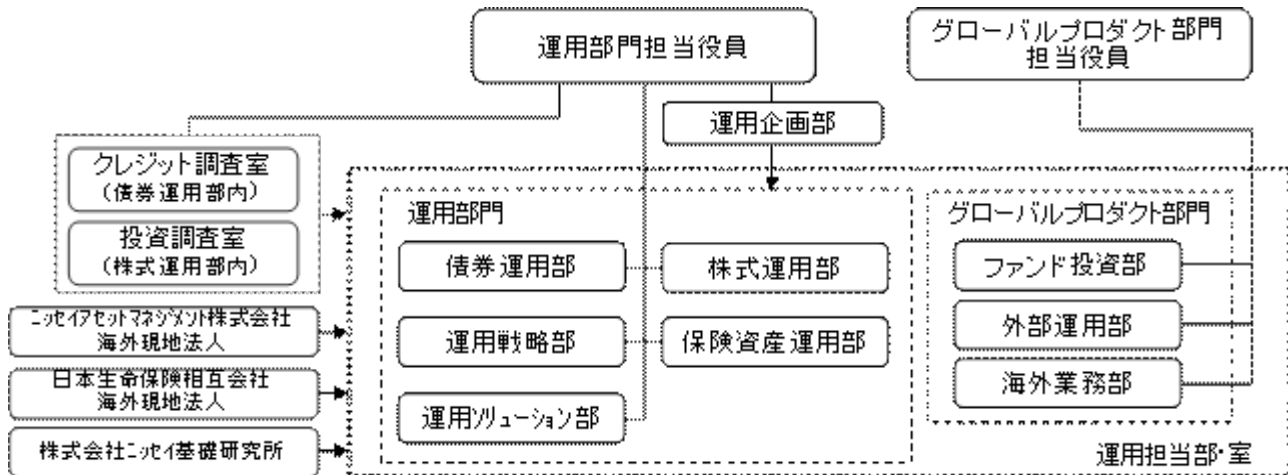 運用部門担当役員
グローバルプロダクト部門
担当役員
運用企画部
クレジット調査室
(債券運用部内)
投資調査室
(株式運用部内)
ニッセイアセットマネジメント株式会社
海外現地法人
日本生命保険相互会社
海外現地法人
株式会社ニッセイ基礎研究所
運用部門
債券運用部
株式運用部
運用戦略部
保険資産運用部
運用ソリューション部
グローバルプロダクト部門
ファンド投資部
外部運用部
海外業務部
運用担当部・室